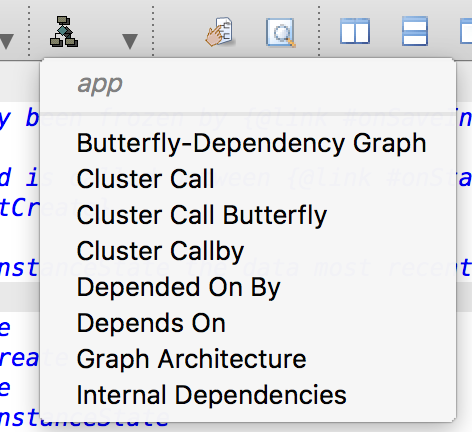 app
Butterfly-Dependency Graph
Cluster Call
Cluster Call Butterfly
Cluster Callby
Depended On By
Depends On
Graph Architecture
Internal Dependencies